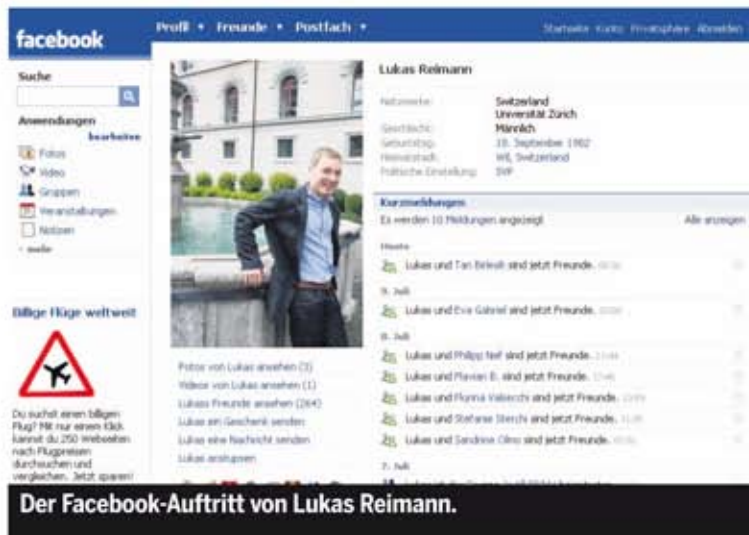 facebook
Profil Freunde Postfach
Startseite Konto Privatsphäre Abmelden
Suche
Anwendungen
bearbeiten
Fotos
Video
Gruppen
Veranstaltungen
Notizen
mehr
Billige Flüge weltweit
Du suchst einen billigen
Flug? Mit nur einem Klick
kannst du 250 Webseiten
nach Flugpreisen
durchsuchen und
vergleichen. Jetzt sparen!
Fotos von Lukas ansehen (3)
Videos von Lukas ansehen (1)
Lukass Freunde ansehen (264)
Lukas ein Geschenk senden
Lukas eine Nachricht senden
Lukas anstupsen
Lukas Reimann
Netzwerke: Switzerland
Universität Zürich
Geschlecht: Männlich
Geburtstag: 18. September 1982
Heimatstadt: Wil, Switzerland
Politische Einstellung: SVP
Kurzmeldungen
Es werden 10 Meldungen angezeigt Alle anzeigen
Heute
Lukas und Tan sind jetzt Freunde.
9. Juli
Lukas und Eva Gabriel sind jetzt Freunde.
8. Juli
Lukas und Philipp Nef sind jetzt Freunde.
Lukas und Flavian B. sind jetzt Freunde.
Lukas und sind jetzt Freunde.
Lukas und Stefanie Sterchi sind jetzt Freunde.
Lukas und Sandrine sind jetzt Freunde.
7. Juli
Der Facebook-Auftritt von Lukas Reimann.